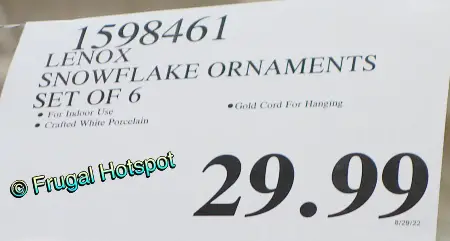 1598461
LENOX
SNOWFLAKE ORNAMENTS
SET OF 6
• For Indoor Use
• Crafted White Porcelain
• Gold Cord For Hanging
© Frugal Hotspot
29.99
8/29/22